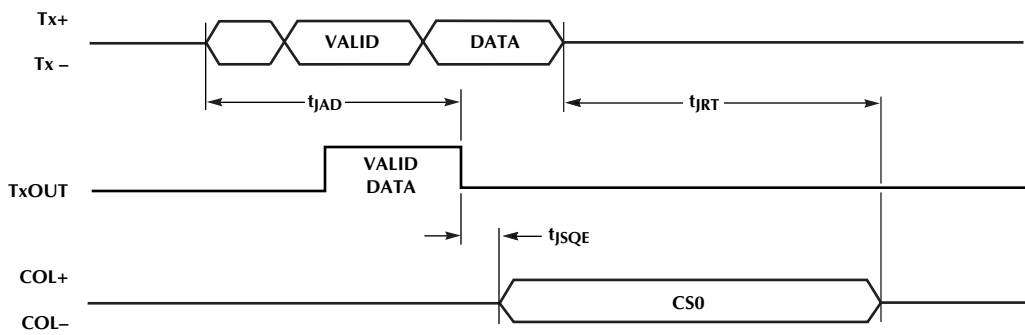 Tx+
Tx –
VALID
DATA
tJAD
tJRT
TxOUT
VALID
DATA
tJSQE
COL+
COL–
CS0